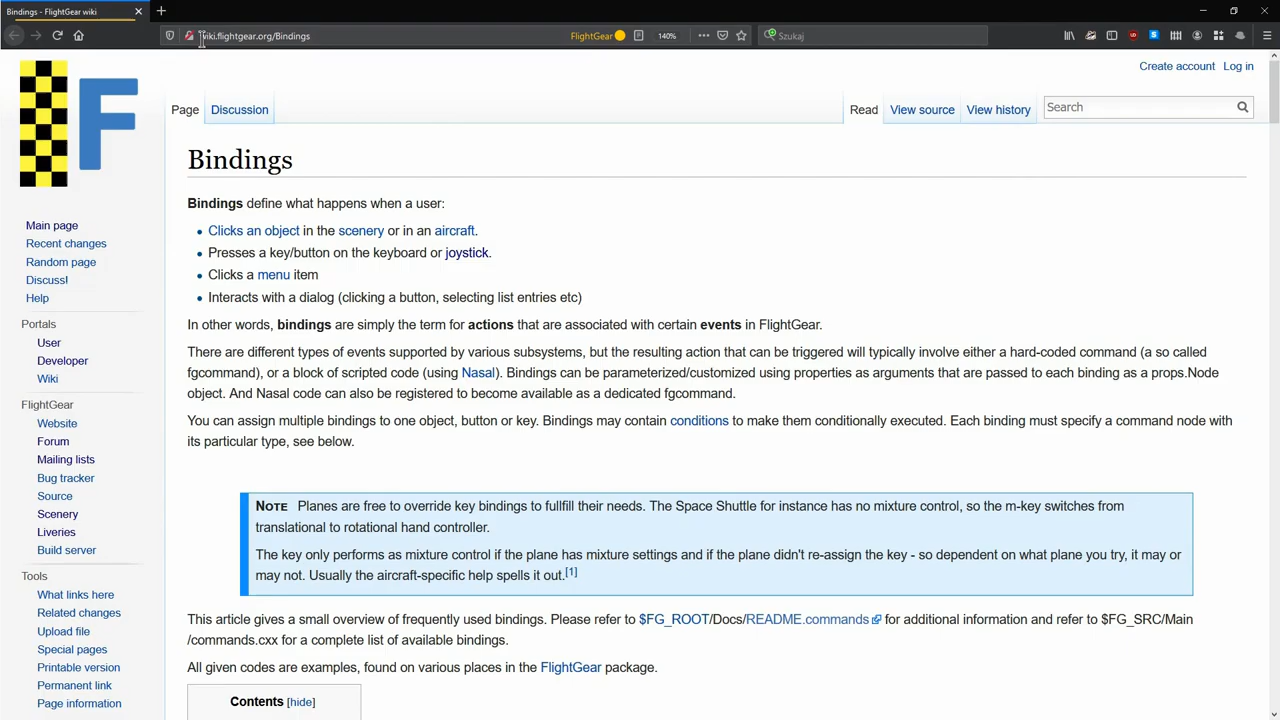 Bindings - FlightGear wiki
wiki.flightgear.org/Bindings
FlightGear
140%
Szukaj
Create account Log in
Page Discussion
Read View source View history
Search
F
Bindings
Bindings define what happens when a user:
• Clicks an object in the scenery or in an aircraft.
• Presses a key/button on the keyboard or joystick.
• Clicks a menu item
• Interacts with a dialog (clicking a button, selecting list entries etc)
In other words, bindings are simply the term for actions that are associated with certain events in FlightGear.
There are different types of events supported by various subsystems, but the resulting action that can be triggered will typically involve either a hard-coded command (a so called
fgcommand), or a block of scripted code (using Nasal). Bindings can be parameterized/customized using properties as arguments that are passed to each binding as a props.Node
object. And Nasal code can also be registered to become available as a dedicated fgcommand.
You can assign multiple bindings to one object, button or key. Bindings may contain conditions to make them conditionally executed. Each binding must specify a command node with
its particular type, see below.
NOTE Planes are free to override key bindings to fullfill their needs. The Space Shuttle for instance has no mixture control, so the m-key switches from
translational to rotational hand controller.
The key only performs as mixture control if the plane has mixture settings and if the plane didn't re-assign the key - so dependent on what plane you try, it may or
may not. Usually the aircraft-specific help spells it out.[1]
This article gives a small overview of frequently used bindings. Please refer to $FG_ROOT/Docs/README.commands for additional information and refer to $FG_SRC/Main
/commands.cxx for a complete list of available bindings.
All given codes are examples, found on various places in the FlightGear package.
Contents [hide]
Main page
Recent changes
Random page
Discuss!
Help
Portals
User
Developer
Wiki
FlightGear
Website
Forum
Mailing lists
Bug tracker
Source
Scenery
Liveries
Build server
Tools
What links here
Related changes
Upload file
Special pages
Printable version
Permanent link
Page information